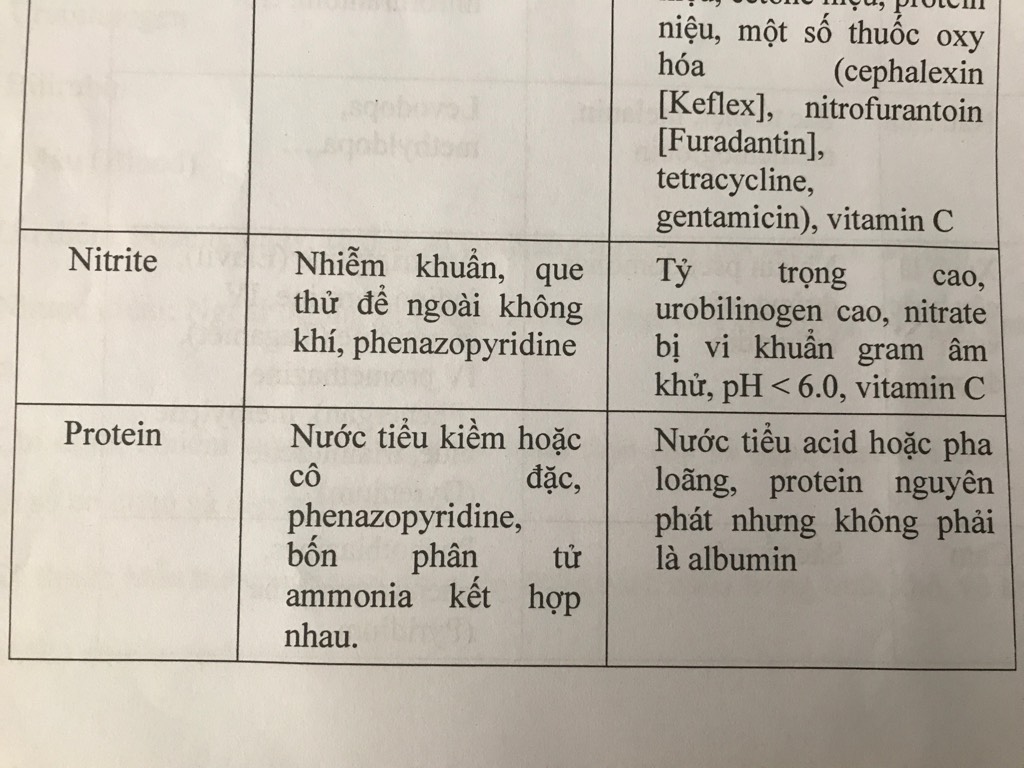 niệu, một số thuốc oxy
hóa (cephalexin
[Keflex], nitrofurantoin
[Furadantin],
tetracycline,
gentamicin), vitamin C
Nitrite
Nhiễm khuẩn, que
thử để ngoài không
khí, phenazopyridine
Tỷ trọng cao,
urobilinogen cao, nitrate
bị vi khuẩn gram âm
khử, pH < 6.0, vitamin C
Protein
Nước tiểu kiềm hoặc
cô đặc,
phenazopyridine,
bốn phân tử
ammonia kết hợp
nhau.
Nước tiểu acid hoặc pha
loãng, protein nguyên
phát nhưng không phải
là albumin